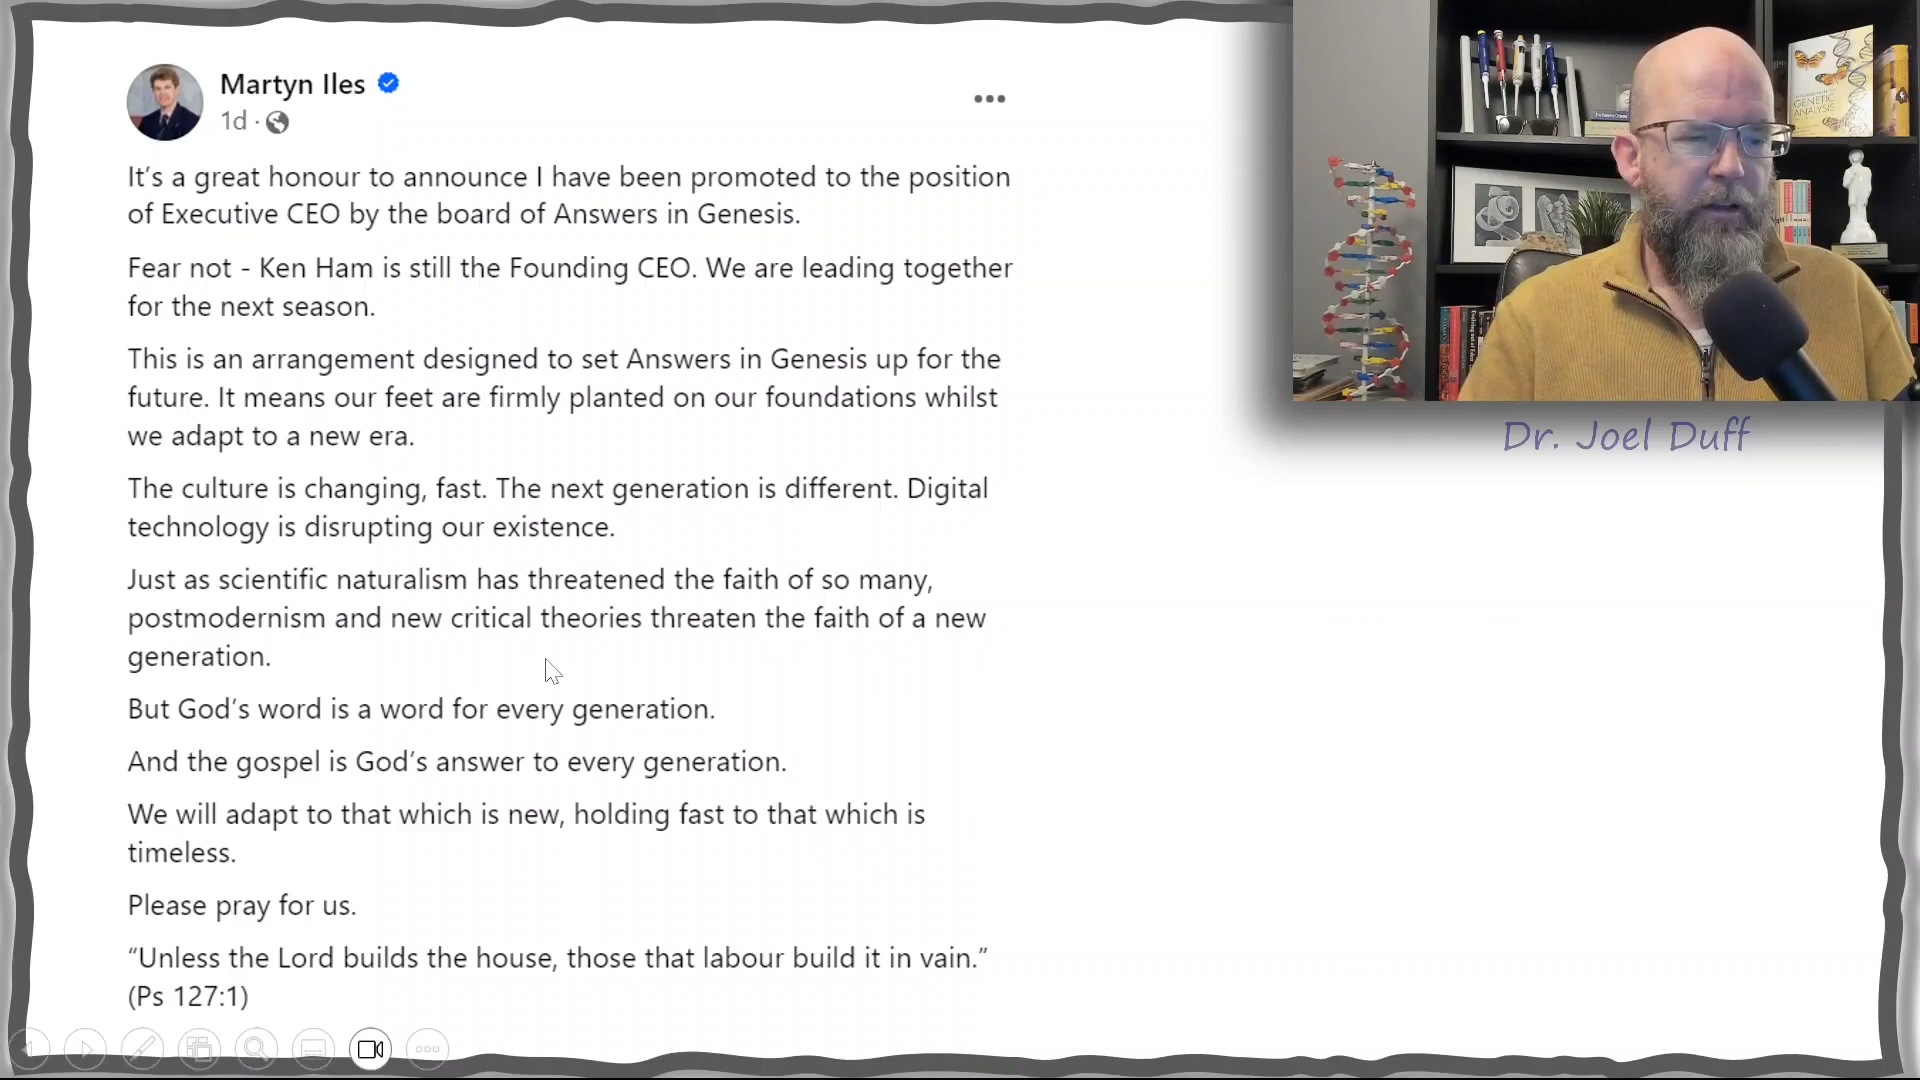 Martyn Iles
1d ·
It’s a great honour to announce I have been promoted to the position
of Executive CEO by the board of Answers in Genesis.
Fear not - Ken Ham is still the Founding CEO. We are leading together
for the next season.
This is an arrangement designed to set Answers in Genesis up for the
future. It means our feet are firmly planted on our foundations whilst
we adapt to a new era.
The culture is changing, fast. The next generation is different. Digital
technology is disrupting our existence.
Just as scientific naturalism has threatened the faith of so many,
postmodernism and new critical theories threaten the faith of a new
generation.
But God’s word is a word for every generation.
And the gospel is God’s answer to every generation.
We will adapt to that which is new, holding fast to that which is
timeless.
Please pray for us.
“Unless the Lord builds the house, those that labour build it in vain.”
(Ps 127:1)
GENETIC
ANALYSIS
Dr. Joel Duff